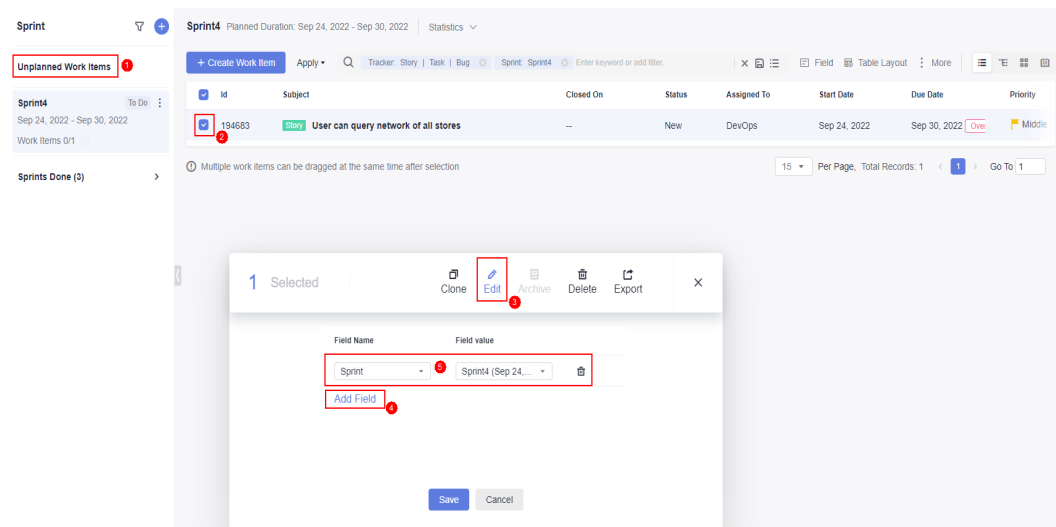 Sprint
Sprint4 Planned Duration: Sep 24, 2022 - Sep 30, 2022 Statistics
Unplanned Work Items 1
+ Create Work Item Apply Tracker: Story | Task | Bug Sprint: Sprint4 Enter keyword or add filter. Field Table Layout More
Sprint4 To Do
Sep 24, 2022 - Sep 30, 2022
Work Items 0/1
Sprints Done (3)
Id Subject Closed On Status Assigned To Start Date Due Date Priority
2
194683 Story User can query network of all stores -- New DevOps Sep 24, 2022 Sep 30, 2022 Over Middle
Multiple work items can be dragged at the same time after selection 15 Per Page, Total Records: 1 < 1 > Go To 1
1 Selected Clone Edit Archive Delete Export
3
Field Name Field value
Sprint 5 Sprint4 (Sep 24,...
Add Field 4
Save Cancel